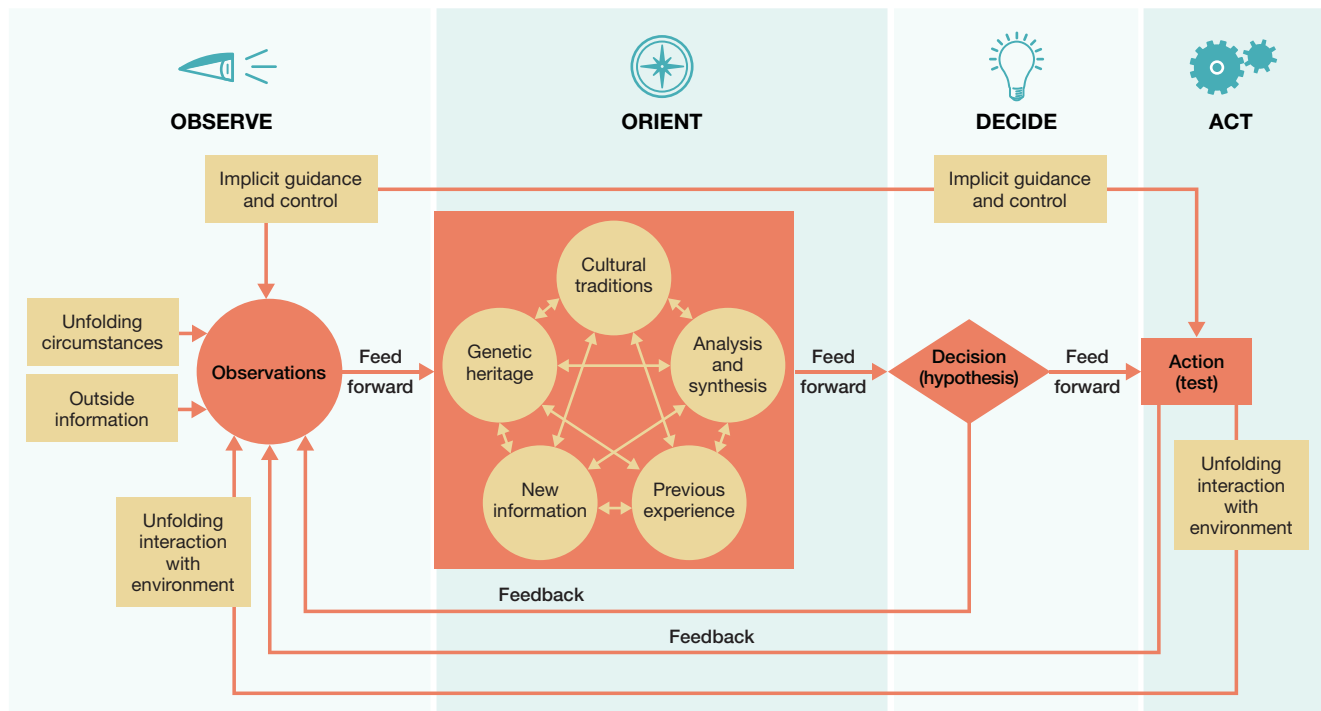 OBSERVE
ORIENT
DECIDE
ACT
Implicit guidance
and control
Implicit guidance
and control
Unfolding
circumstances
Outside
information
Observations
Feed
forward
Cultural
traditions
Genetic
heritage
Analysis
and
synthesis
New
information
Previous
experience
Feed
forward
Decision
(hypothesis)
Feed
forward
Action
(test)
Unfolding
interaction
with
environment
Unfolding
interaction
with
environment
Feedback
Feedback